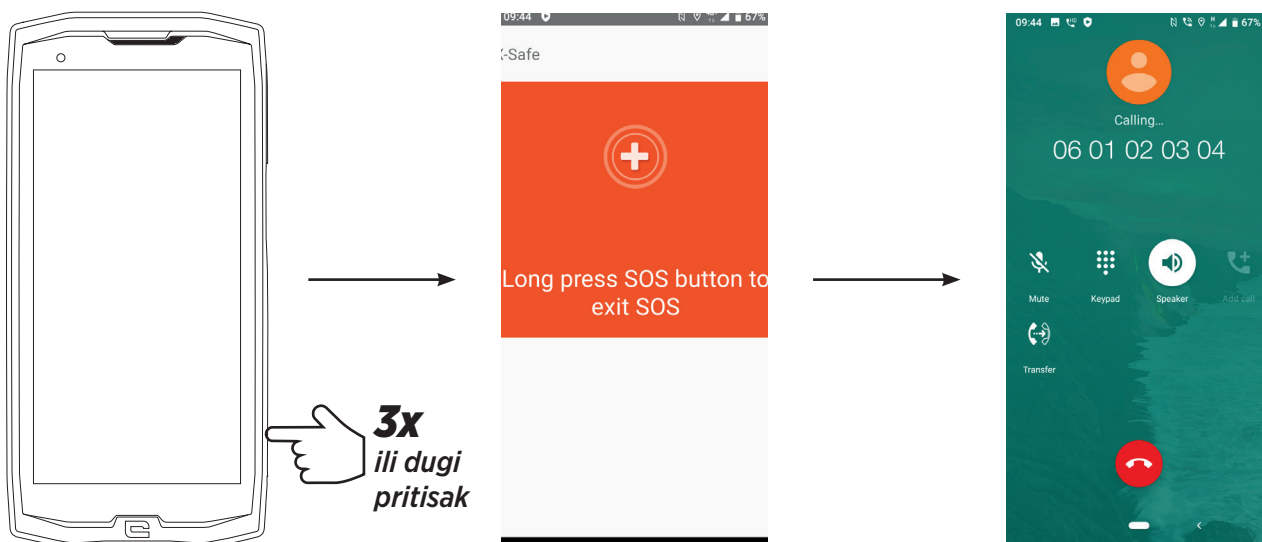 3x
ili dugi
pritisak
09:44 67%
X-Safe
Long press SOS button to
exit SOS
09:44 67%
Calling...
06 01 02 03 04
Mute Keypad Speaker Add call
Transfer